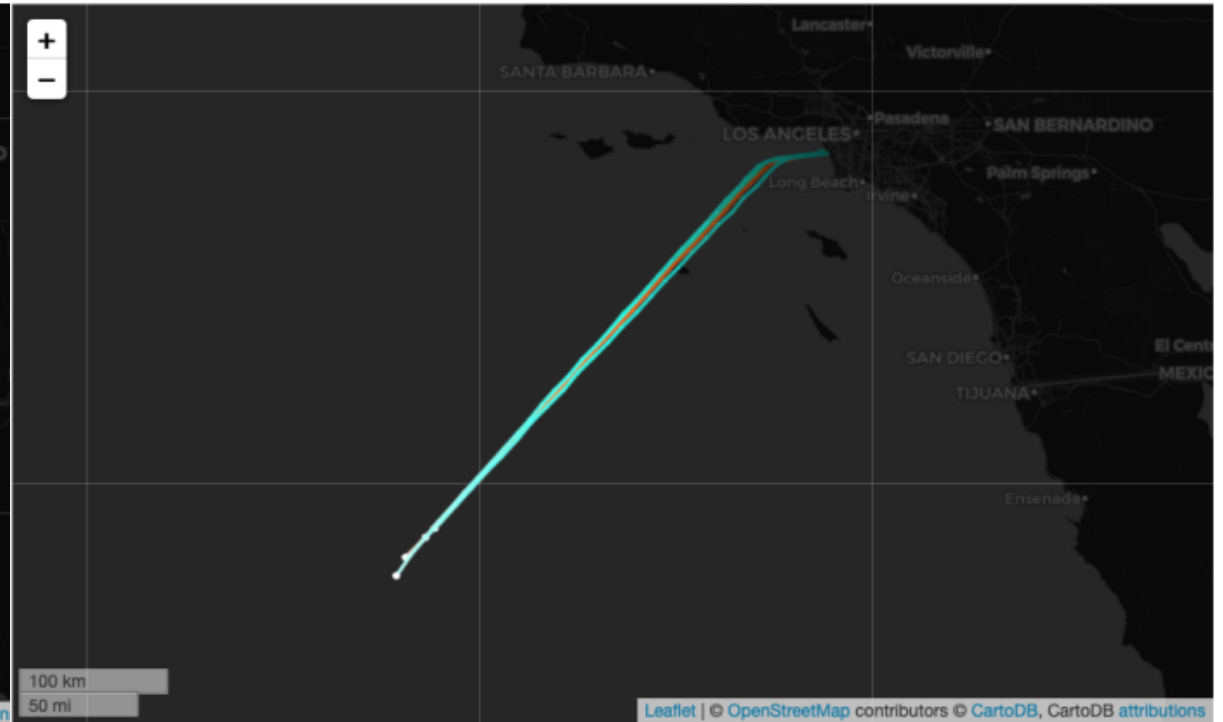 +
Lancaster
Victorville
−
SANTA BARBARA
Pasadena
LOS ANGELES
SAN BERNARDINO
Palm Springs
Long Beach
Irvine
Oceanside
El Cent
SAN DIEGO
MEXIC
TIJUANA
Ensenada
100 km
50 mi
n
Leaflet | © OpenStreetMap contributors © CartoDB, CartoDB attributions